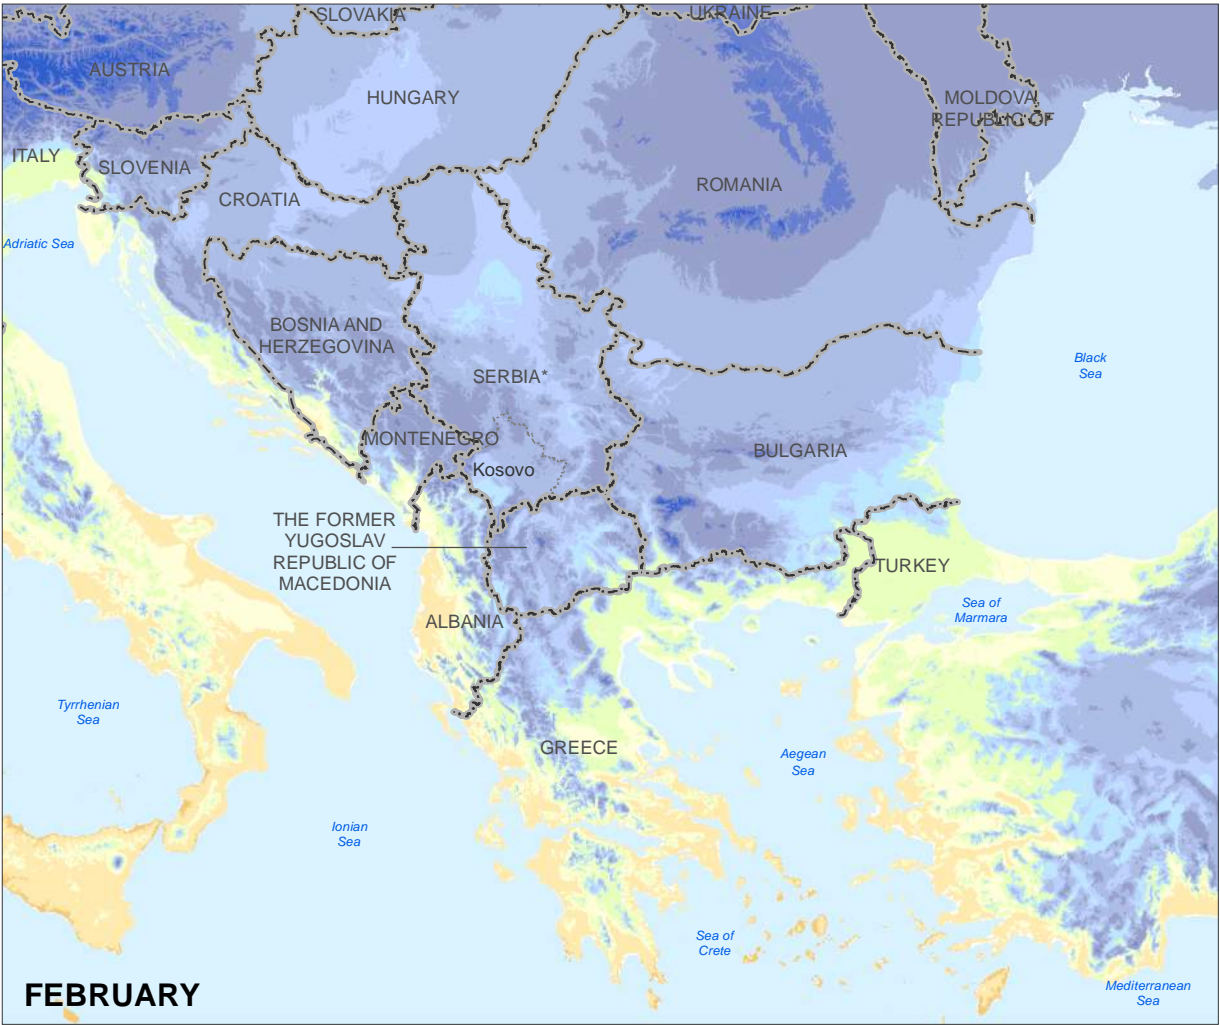 SLOVAKIA
UKRAINE
AUSTRIA
HUNGARY
MOLDOVA
REPUBLIC OF
ITALY
SLOVENIA
ROMANIA
CROATIA
Adriatic Sea
BOSNIA AND
HERZEGOVINA
Black
Sea
SERBIA*
MONTENEGRO
BULGARIA
Kosovo
THE FORMER
YUGOSLAV
REPUBLIC OF
MACEDONIA
TURKEY
Sea of
Marmara
ALBANIA
Tyrrhenian
Sea
GREECE
Aegean
Sea
Ionian
Sea
Sea of
Crete
Mediterranean
Sea
FEBRUARY